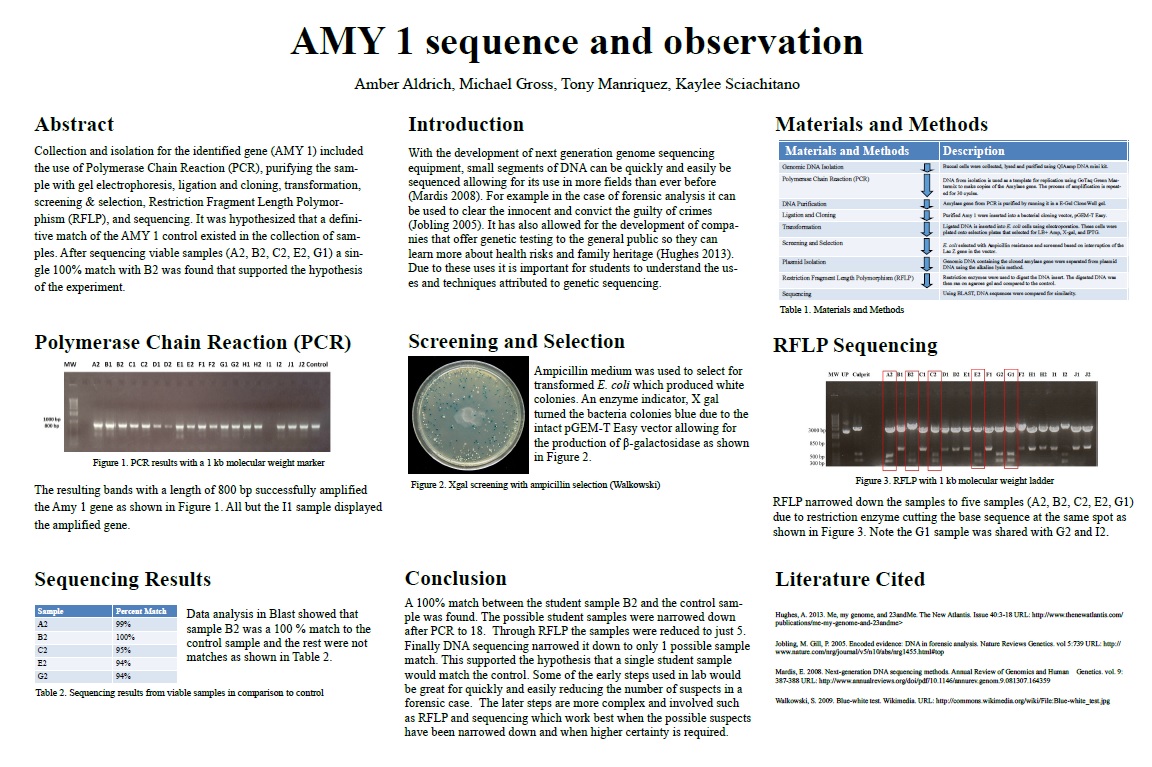 AMY 1 sequence and observation
Amber Aldrich, Michael Gross, Tony Manriquez, Kaylee Sciachitano
Abstract
Collection and isolation for the identified gene (AMY 1) included
the use of Polymerase Chain Reaction (PCR), purifying the sam-
ple with gel electrophoresis, ligation and cloning, transformation,
screening & selection, Restriction Fragment Length Polymor-
phism (RFLP), and sequencing. It was hypothesized that a defini-
tive match of the AMY 1 control existed in the collection of sam-
ples. After sequencing viable samples (A2, B2, C2, E2, G1) a sin-
gle 100% match with B2 was found that supported the hypothesis
of the experiment.
Introduction
With the development of next generation genome sequencing
equipment, small segments of DNA can be quickly and easily be
sequenced allowing for its use in more fields than ever before
(Mardis 2008). For example in the case of forensic analysis it can
be used to clear the innocent and convict the guilty of crimes
(Jobling 2005). It has also allowed for the development of compa-
nies that offer genetic testing to the general public so they can
learn more about health risks and family heritage (Hughes 2013).
Due to these uses it is important for students to understand the us-
es and techniques attributed to genetic sequencing.
Materials and Methods
Materials and Methods Description
Genomic DNA Isolation Buccal cells were collected, lysed and purified using QIAamp DNA mini kit.
Polymerase Chain Reaction (PCR) DNA from isolation is used as a template for replication using GoTaq Green Mas-
termix to make copies of the Amylase gene. The process of amplification is repeat-
ed for 30 cycles.
DNA Purification Amylase gene from PCR is purified by running it in a E-Gel CloneWell gel.
Ligation and Cloning Purified Amy 1 were inserted into a bacterial cloning vector, pGEM-T Easy.
Transformation Ligated DNA is inserted into E. coli cells using electroporation. These cells were
plated onto selection plates that selected for LB+ Amp, X-gal, and IPTG.
Screening and Selection E. coli selected with Ampicillin resistance and screened based on interruption of the
Lac Z gene in the vector.
Plasmid Isolation Genomic DNA containing the cloned amylase gene were separated from plasmid
DNA using the alkaline lysis method.
Restriction Fragment Length Polymorphism (RFLP) Restriction enzymes were used to digest the DNA insert. The digested DNA was
then ran on agarose gel and compared to the control.
Sequencing Using BLAST, DNA sequences were compared for similarity.
Table 1. Materials and Methods
Polymerase Chain Reaction (PCR)
MW A2 B1 B2 C1 C2 D1 D2 E1 E2 F1 F2 G1 G2 H1 H2 I1 I2 J1 J2 Control
1000 bp
800 bp
Figure 1. PCR results with a 1 kb molecular weight marker
The resulting bands with a length of 800 bp successfully amplified
the Amy 1 gene as shown in Figure 1. All but the I1 sample displayed
the amplified gene.
Screening and Selection
Ampicillin medium was used to select for
transformed E. coli which produced white
colonies. An enzyme indicator, X gal
turned the bacteria colonies blue due to the
intact pGEM-T Easy vector allowing for
the production of β-galactosidase as shown
in Figure 2.
Figure 2. Xgal screening with ampicillin selection (Walkowski)
RFLP Sequencing
MW UP Culprit A2 B1 B2 C1 C2 D1 D2 E1 E2 F1 G2 G1 F2 H1 H2 I1 I2 J1 J2
3000 bp
850 bp
500 bp
300 bp
Figure 3. RFLP with 1 kb molecular weight ladder
RFLP narrowed down the samples to five samples (A2, B2, C2, E2, G1)
due to restriction enzyme cutting the base sequence at the same spot as
shown in Figure 3. Note the G1 sample was shared with G2 and I2.
Sequencing Results
Sample Percent Match
A2 99%
B2 100%
C2 95%
E2 94%
G2 94%
Data analysis in Blast showed that
sample B2 was a 100 % match to the
control sample and the rest were not
matches as shown in Table 2.
Table 2. Sequencing results from viable samples in comparison to control
Conclusion
A 100% match between the student sample B2 and the control sam-
ple was found. The possible student samples were narrowed down
after PCR to 18. Through RFLP the samples were reduced to just 5.
Finally DNA sequencing narrowed it down to only 1 possible sample
match. This supported the hypothesis that a single student sample
would match the control. Some of the early steps used in lab would
be great for quickly and easily reducing the number of suspects in a
forensic case. The later steps are more complex and involved such
as RFLP and sequencing which work best when the possible suspects
have been narrowed down and when higher certainty is required.
Literature Cited
Hughes, A. 2013. Me, my genome, and 23andMe. The New Atlantis. Issue 40:3-18 URL: http://www.thenewatlantis.com/
publications/me-my-genome-and-23andme>
Jobling, M. Gill, P. 2005. Encoded evidence: DNA in forensic analysis. Nature Reviews Genetics. vol 5:739 URL: http://
www.nature.com/nrg/journal/v5/n10/abs/nrg1455.html#top
Mardis, E. 2008. Next-generation DNA sequencing methods. Annual Review of Genomics and Human Genetics. vol. 9:
387-388 URL: http://www.annualreviews.org/doi/pdf/10.1146/annurev.genom.9.081307.164359
Walkowski, S. 2009. Blue-white test. Wikimedia. URL: http://commons.wikimedia.org/wiki/File:Blue-white_test.jpg